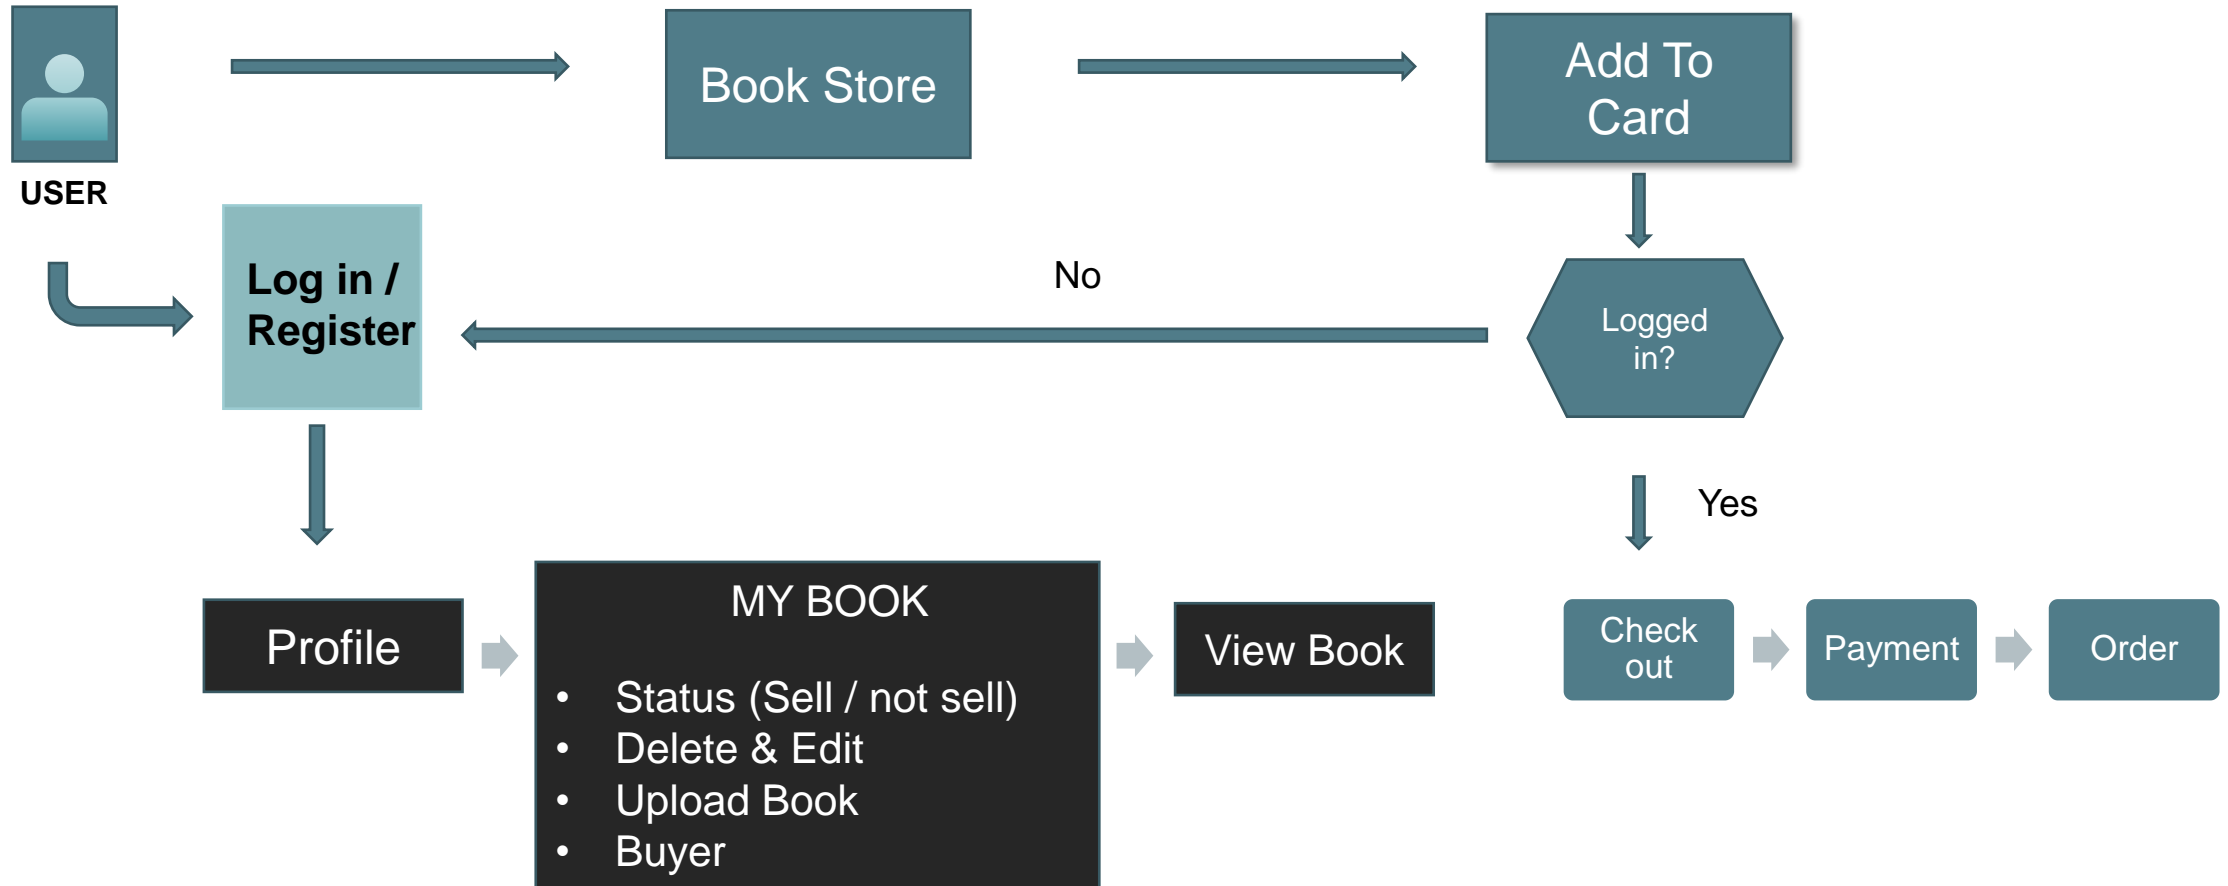 Book Store
Add To
Card
USER
Log in /
Register
No
Logged
in?
Yes
Profile
MY BOOK
• Status (Sell / not sell)
• Delete & Edit
• Upload Book
• Buyer
View Book
Check
out
Payment
Order